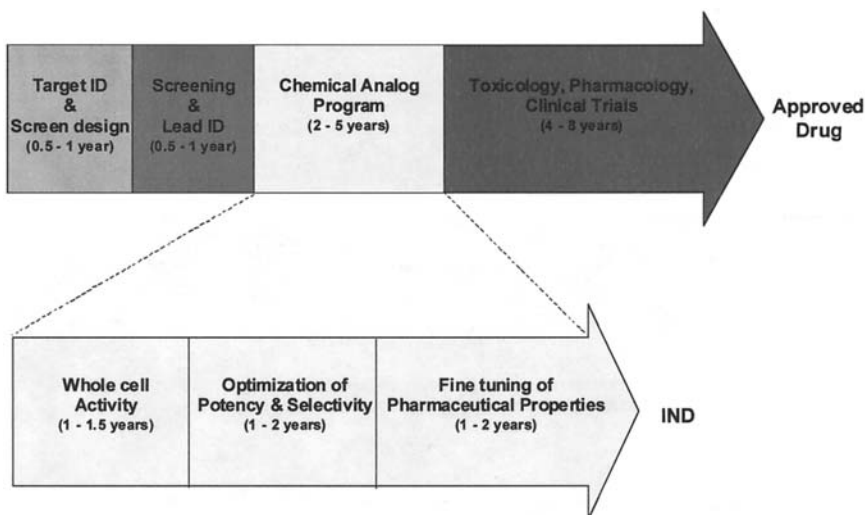 Target ID
&
Screen design
(0.5 - 1 year)
Screening
&
Lead ID
(0.5 - 1 year)
Chemical Analog
Program
(2 - 5 years)
Toxicology, Pharmacology,
Clinical Trials
(4 - 8 years)
Approved
Drug
Whole cell
Activity
(1 - 1.5 years)
Optimization of
Potency & Selectivity
(1 - 2 years)
Fine tuning of
Pharmaceutical Properties
(1 - 2 years)
IND